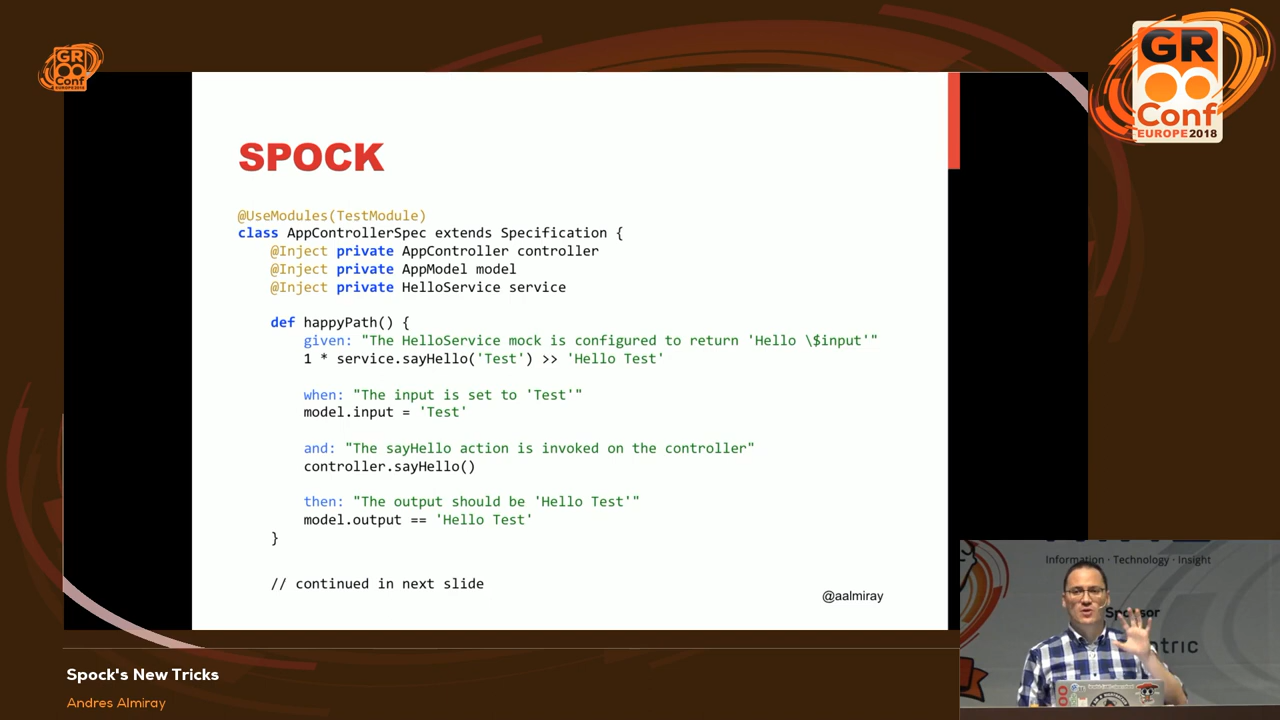 GR
Conf
EUROPE 2018
GR
Conf
EUROPE 2018
SPOCK
@UseModules(TestModule)
class AppControllerSpec extends Specification {
@Inject private AppController controller
@Inject private AppModel model
@Inject private HelloService service
def happyPath() {
given: "The HelloService mock is configured to return 'Hello \$input'"
1 * service.sayHello('Test') >> 'Hello Test'
when: "The input is set to 'Test'"
model.input = 'Test'
and: "The sayHello action is invoked on the controller"
controller.sayHello()
then: "The output should be 'Hello Test'"
model.output == 'Hello Test'
}
// continued in next slide
@aalmiray
Information · Technology · Insight
Spock's New Tricks
Andres Almiray